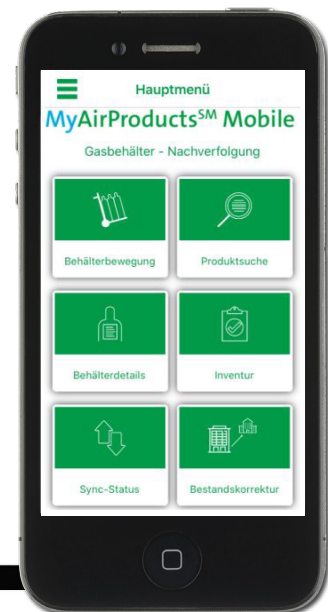 Hauptmenü
MyAirProducts℠ Mobile
Gasbehälter - Nachverfolgung
Behälterbewegung
Produktsuche
Behälterdetails
Inventur
Sync-Status
Bestandskorrektur